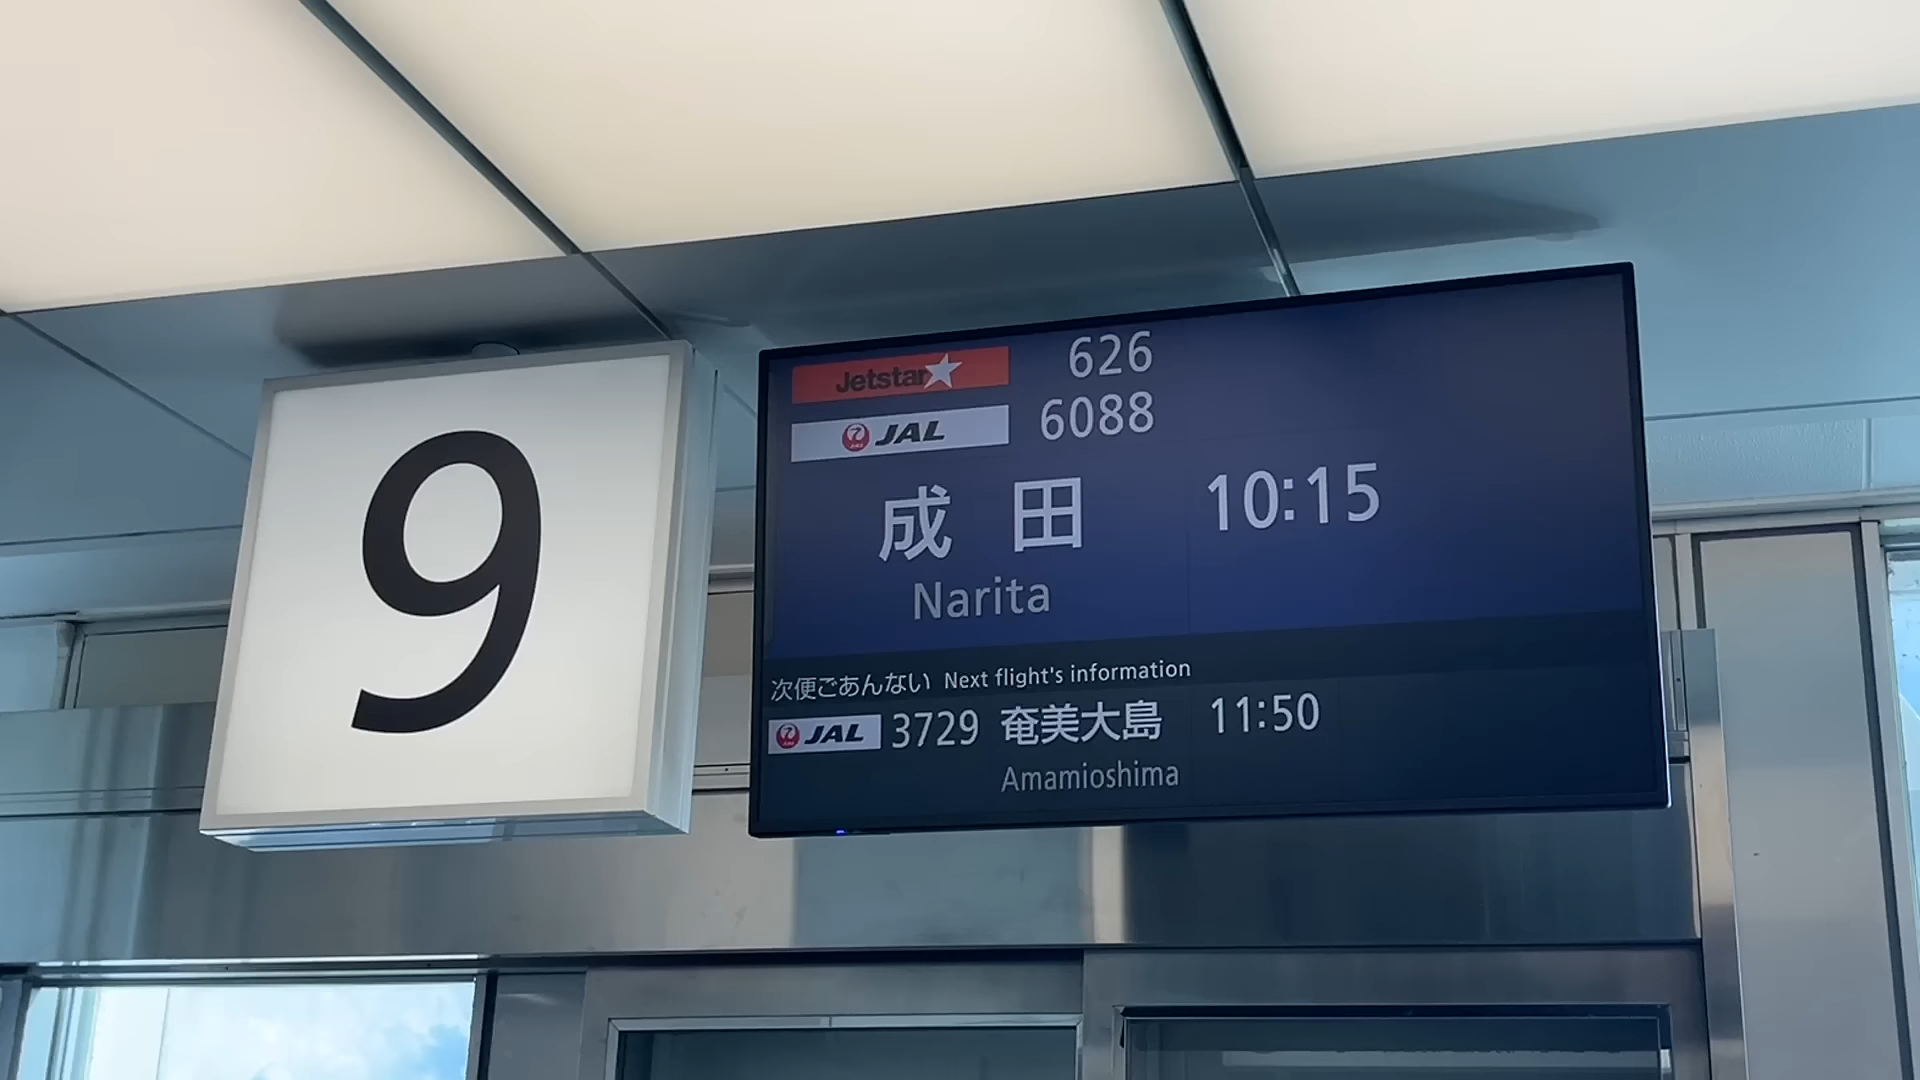 9
Jetstar 626
JAL 6088
成田 10:15
Narita
次便ごあんない Next flight's information
JAL 3729 奄美大島 11:50
Amamioshima